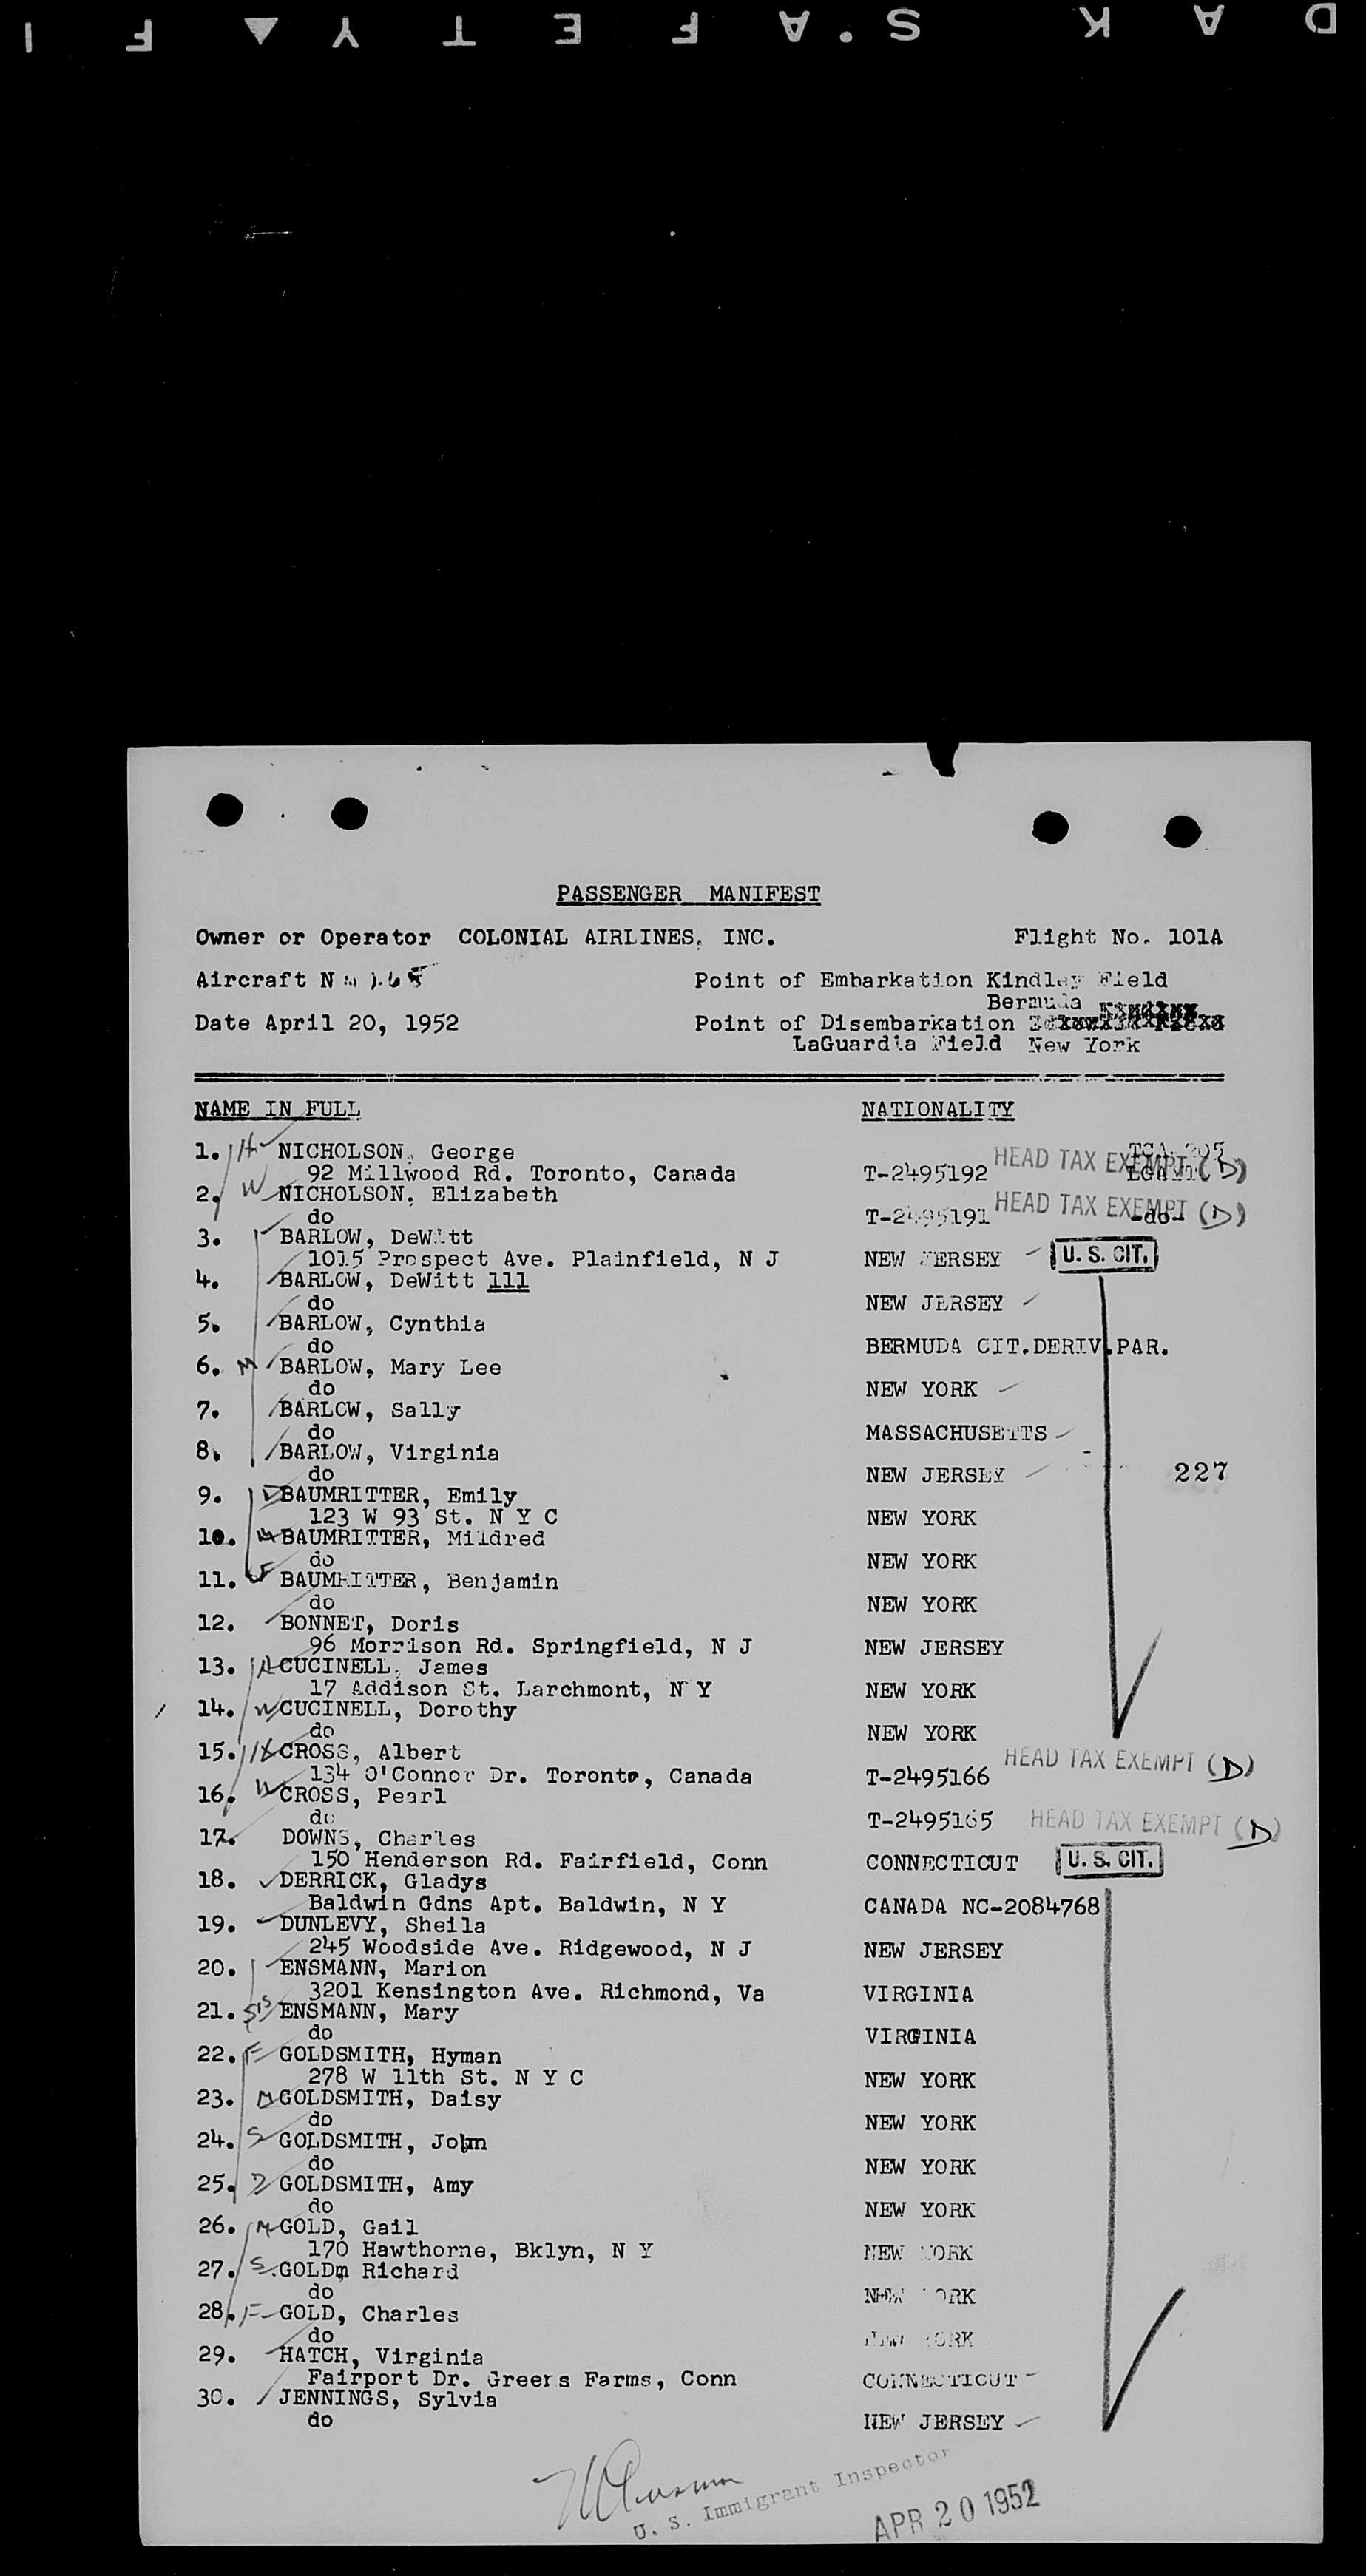 D A K S.A F E T Y ▲ F I
PASSENGER MANIFEST
Owner or Operator COLONIAL AIRLINES, INC. Flight No. 101A
Aircraft N
Point of Embarkation Kindley Field
Bermuda
Date April 20, 1952 Point of Disembarkation
LaGuardia Field New York
NAME IN FULL NATIONALITY
1. H NICHOLSON, George
92 Millwood Rd. Toronto, Canada T-2495192 HEAD TAX EXEMPT (D)
2. W NICHOLSON, Elizabeth
do T-2495191 HEAD TAX EXEMPT (D) -do-
3. BARLOW, DeWitt
1015 Prospect Ave. Plainfield, N J NEW JERSEY U. S. CIT.
4. BARLOW, DeWitt 111
do NEW JERSEY
5. BARLOW, Cynthia
do BERMUDA CIT.DERIV.PAR.
6. M BARLOW, Mary Lee
do NEW YORK
7. BARLOW, Sally
do MASSACHUSETTS
8. BARLOW, Virginia
do NEW JERSEY 227
9. D BAUMRITTER, Emily
123 W 93 St. N Y C NEW YORK
10. M BAUMRITTER, Mildred
do NEW YORK
11. F BAUMRITTER, Benjamin
do NEW YORK
12. BONNET, Doris
96 Morrison Rd. Springfield, N J NEW JERSEY
13. H CUCINELL, James
17 Addison St. Larchmont, N Y NEW YORK
14. W CUCINELL, Dorothy
do NEW YORK
15. H CROSS, Albert
134 O'Connor Dr. Toronto, Canada T-2495166 HEAD TAX EXEMPT (D)
16. W CROSS, Pearl
do T-2495165 HEAD TAX EXEMPT (D)
17. DOWNS, Charles
150 Henderson Rd. Fairfield, Conn CONNECTICUT U. S. CIT.
18. DERRICK, Gladys
Baldwin Gdns Apt. Baldwin, N Y CANADA NC-2084768
19. DUNLEVY, Sheila
245 Woodside Ave. Ridgewood, N J NEW JERSEY
20. ENSMANN, Marion
3201 Kensington Ave. Richmond, Va VIRGINIA
21. SIS ENSMANN, Mary
do VIRGINIA
22. F GOLDSMITH, Hyman
278 W 11th St. N Y C NEW YORK
23. M GOLDSMITH, Daisy
do NEW YORK
24. S GOLDSMITH, John
do NEW YORK
25. D GOLDSMITH, Amy
do NEW YORK
26. M GOLD, Gail
170 Hawthorne, Bklyn, N Y NEW YORK
27. S GOLDm Richard
do NEW YORK
28. F GOLD, Charles
do NEW YORK
29. HATCH, Virginia
Fairport Dr. Greens Farms, Conn CONNECTICUT
30. JENNINGS, Sylvia
do NEW JERSEY
U. S. Immigrant Inspector
APR 20 1952